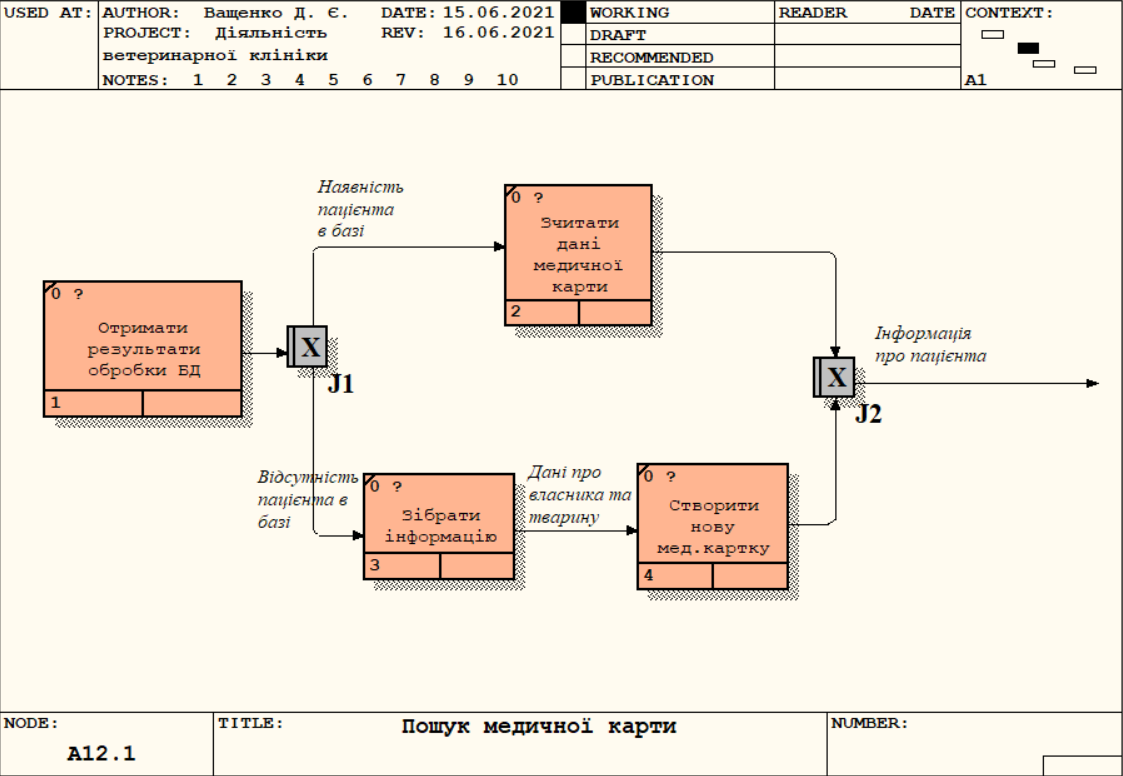 USED AT:
AUTHOR: Ващенко Д. Є.
DATE: 15.06.2021
PROJECT: Діяльність
REV: 16.06.2021
ветеринарної клініки
NOTES: 1 2 3 4 5 6 7 8 9 10
WORKING
DRAFT
RECOMMENDED
PUBLICATION
READER DATE
CONTEXT:
A1
Наявність
пацієнта
в базі
0 ?
Зчитати
дані
медичної
карти
2
0 ?
Отримати
результати
обробки БД
1
X
J1
Інформація
про пацієнта
X
J2
Відсутність
пацієнта в
базі
0 ?
Зібрати
інформацію
3
Дані про
власника та
тварину
0 ?
Створити
нову
мед.картку
4
NODE:
A12.1
TITLE:
Пошук медичної карти
NUMBER: